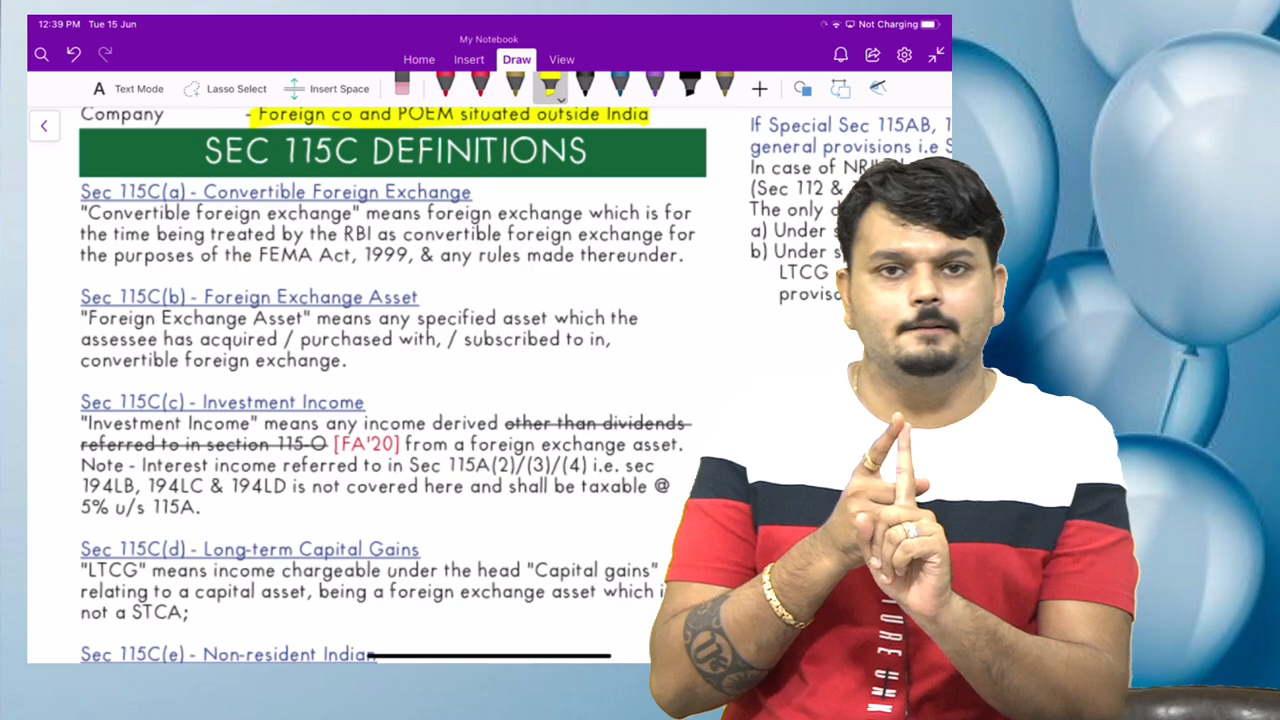 12:39 PM Tue 15 Jun
Not Charging
My Notebook
Home Insert Draw View
Text Mode Lasso Select Insert Space
Company - Foreign co and POEM situated outside India
SEC 115C DEFINITIONS
Sec 115C(a) - Convertible Foreign Exchange
"Convertible foreign exchange" means foreign exchange which is for
the time being treated by the RBI as convertible foreign exchange for
the purposes of the FEMA Act, 1999, & any rules made thereunder.
Sec 115C(b) - Foreign Exchange Asset
"Foreign Exchange Asset" means any specified asset which the
assessee has acquired / purchased with, / subscribed to in,
convertible foreign exchange.
Sec 115C(c) - Investment Income
"Investment Income" means any income derived other than dividends
referred to in section 115-O [FA'20] from a foreign exchange asset.
Note - Interest income referred to in Sec 115A(2)/(3)/(4) i.e. sec
194LB, 194LC & 194LD is not covered here and shall be taxable @
5% u/s 115A.
Sec 115C(d) - Long-term Capital Gains
"LTCG" means income chargeable under the head "Capital gains"
relating to a capital asset, being a foreign exchange asset which
not a STCA;
Sec 115C(e) - Non-resident Indian
If Special Sec 115AB, 1
general provisions i.e S
In case of NRI
(Sec 112 &
The only d
a) Under s
b) Under s
LTCG
proviso
URE UNK